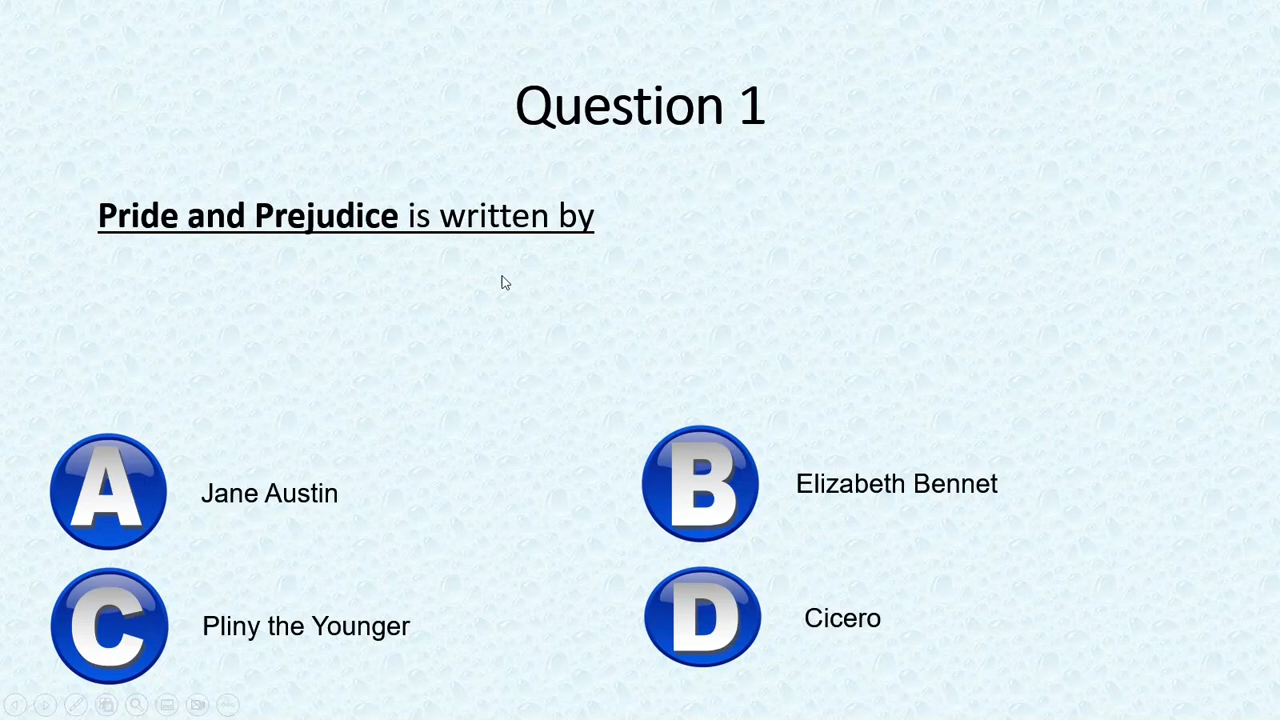 Question 1
Pride and Prejudice is written by
A Jane Austin
B Elizabeth Bennet
C Pliny the Younger
D Cicero